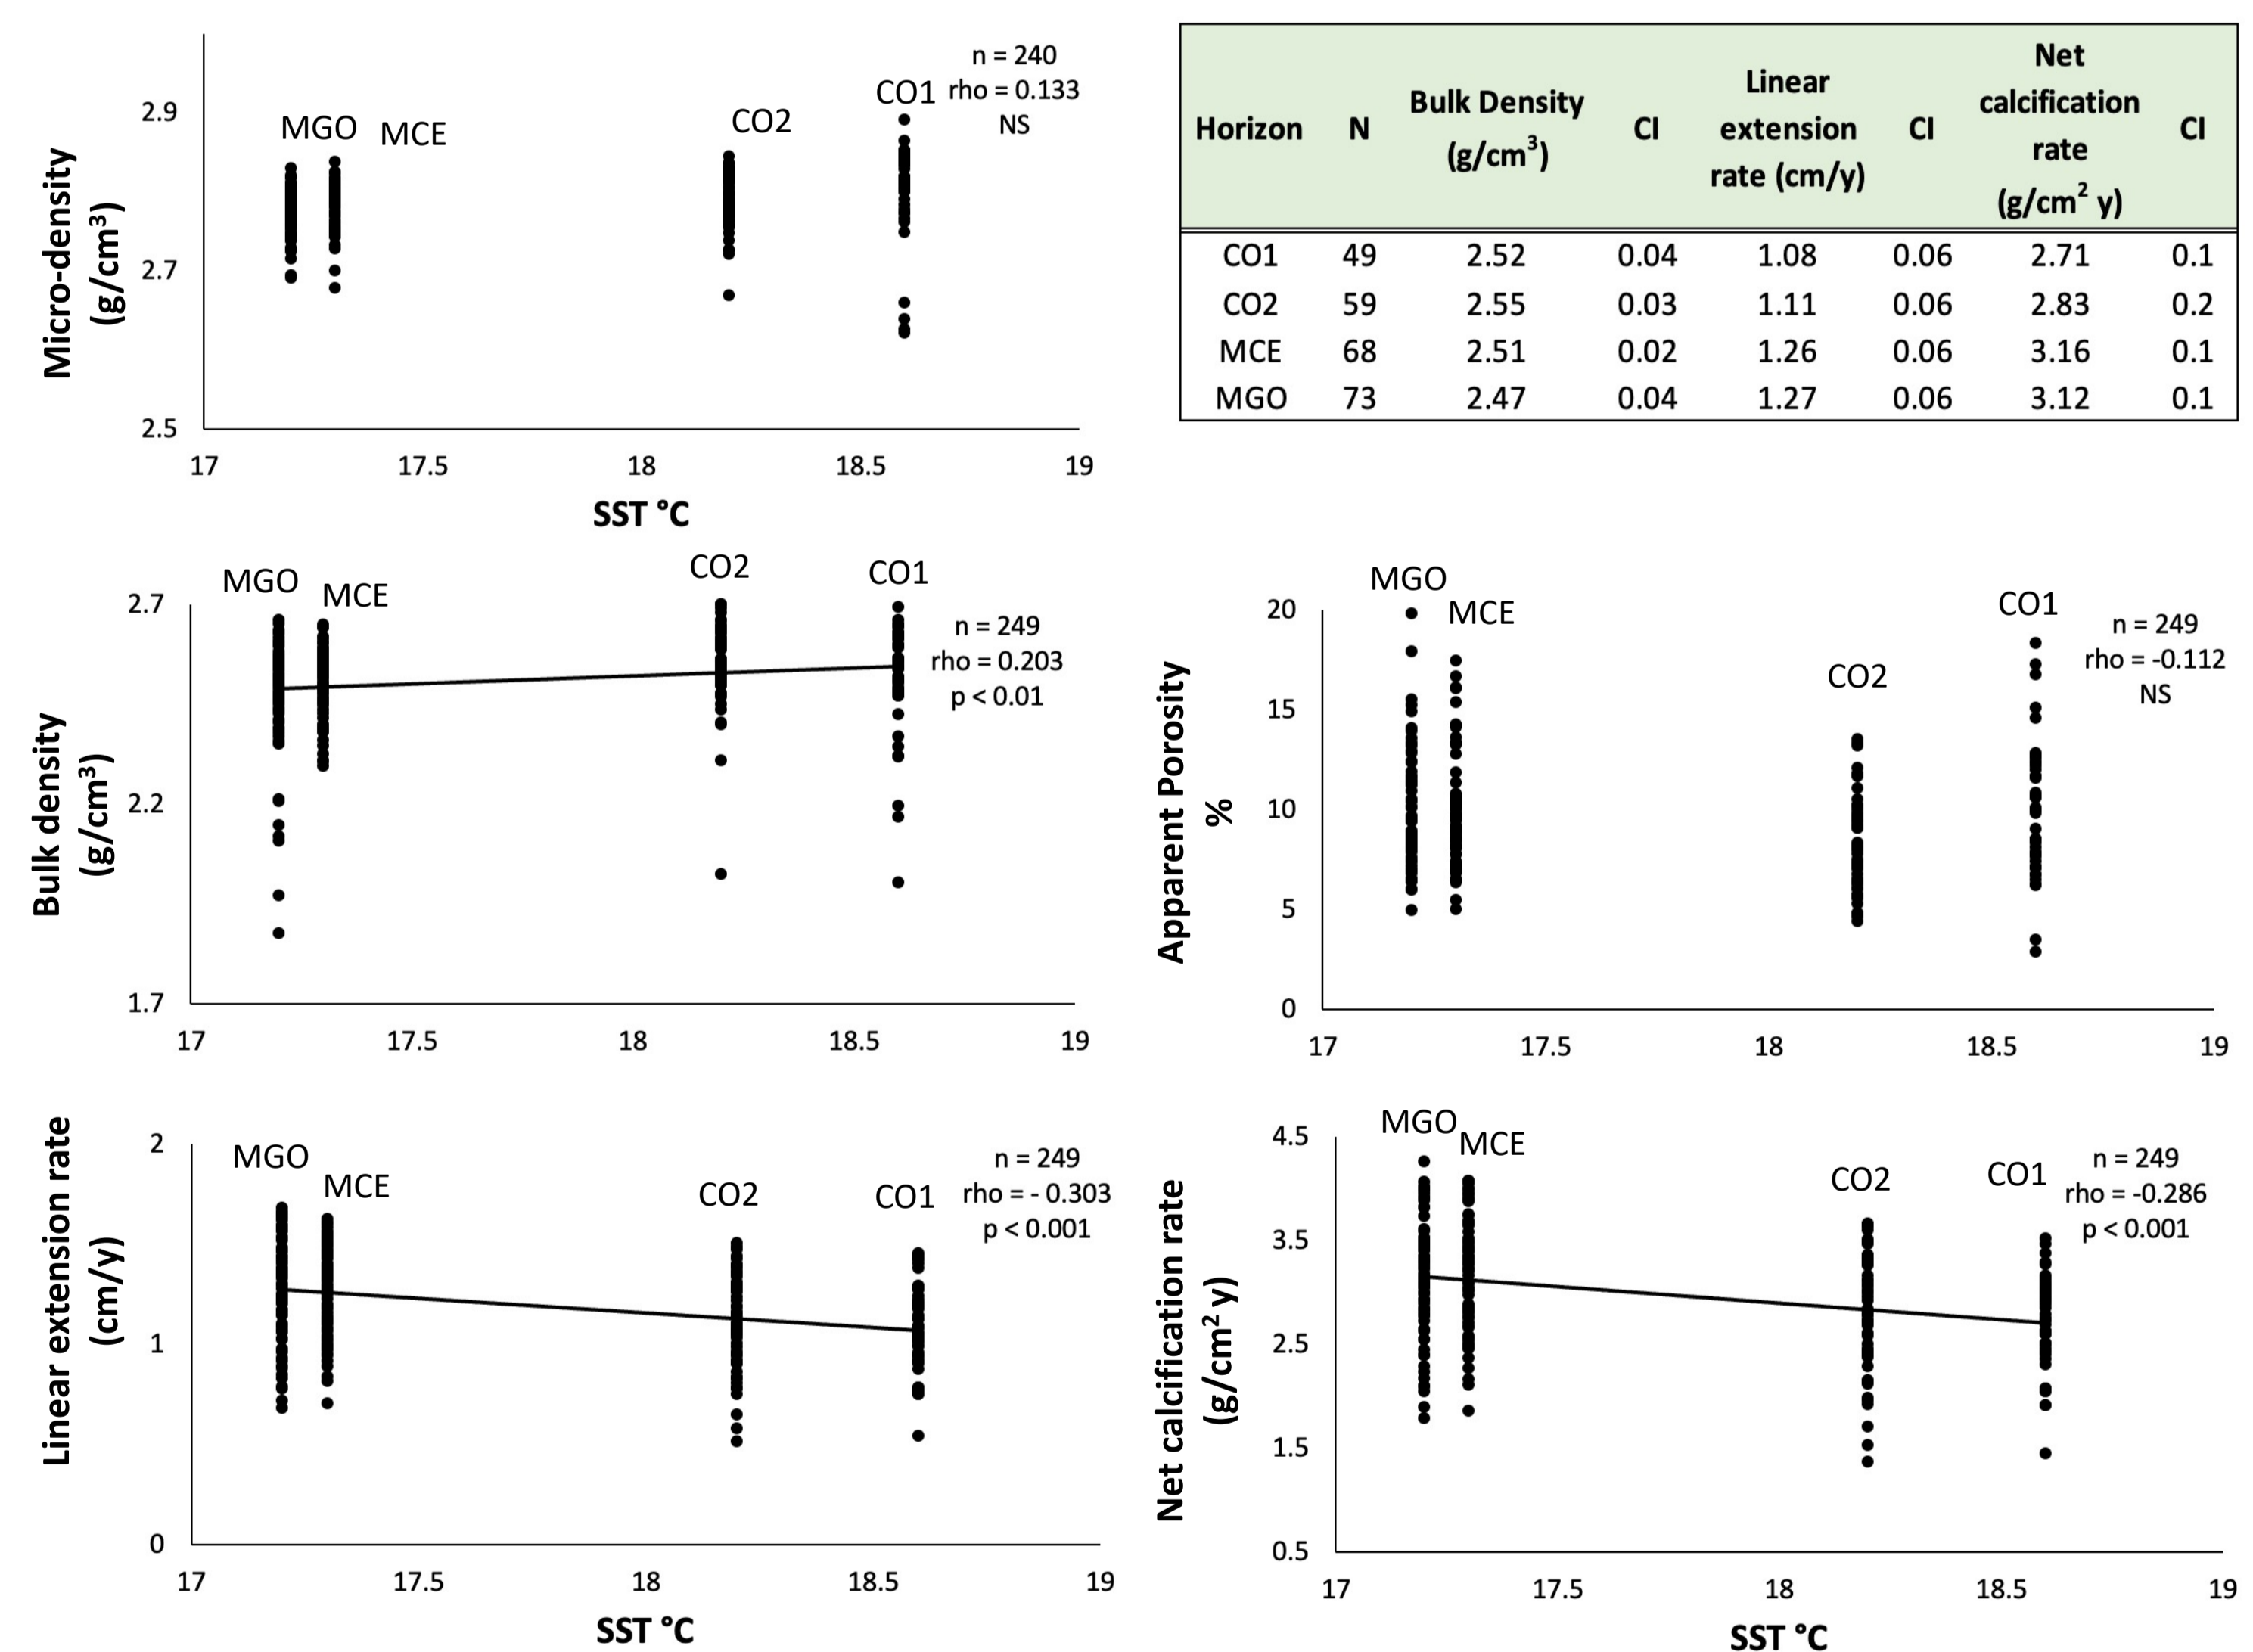 n = 240
rho = 0.133
NS
CO1
CO2
MGO
MCE
2.9
2.7
2.5
Micro-density
(g/cm³)
17 17.5 18 18.5 19
SST °C
Horizon N Bulk Density (g/cm³) CI Linear extension rate (cm/y) CI Net calcification rate (g/cm² y) CI
CO1 49 2.52 0.04 1.08 0.06 2.71 0.1
CO2 59 2.55 0.03 1.11 0.06 2.83 0.2
MCE 68 2.51 0.02 1.26 0.06 3.16 0.1
MGO 73 2.47 0.04 1.27 0.06 3.12 0.1
MGO
MCE
CO2
CO1
n = 249
rho = 0.203
p < 0.01
2.7
2.2
1.7
Bulk density
(g/cm³)
17 17.5 18 18.5 19
MGO
MCE
CO2
CO1
n = 249
rho = -0.112
NS
20
15
10
5
0
Apparent Porosity
%
17 17.5 18 18.5 19
MGO
MCE
CO2
CO1
n = 249
rho = - 0.303
p < 0.001
2
1
0
Linear extension rate
(cm/y)
17 17.5 18 18.5 19
SST °C
MGO
MCE
CO2
CO1
n = 249
rho = -0.286
p < 0.001
4.5
3.5
2.5
1.5
0.5
Net calcification rate
(g/cm² y)
17 17.5 18 18.5 19
SST °C